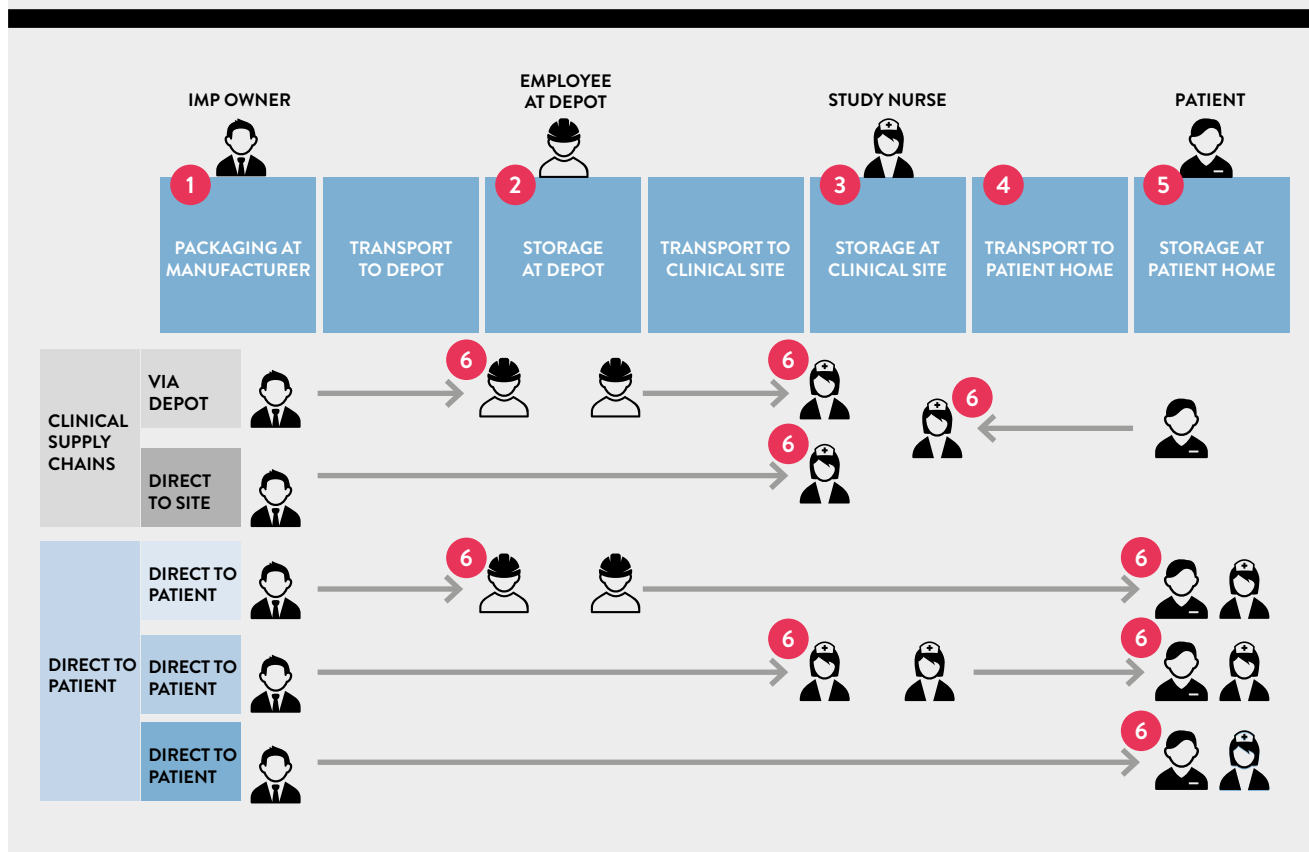 IMP OWNER
EMPLOYEE
AT DEPOT
STUDY NURSE
PATIENT
1
2
3
4
5
PACKAGING AT
MANUFACTURER
TRANSPORT
TO DEPOT
STORAGE
AT DEPOT
TRANSPORT TO
CLINICAL SITE
STORAGE AT
CLINICAL SITE
TRANSPORT TO
PATIENT HOME
STORAGE AT
PATIENT HOME
CLINICAL
SUPPLY
CHAINS
VIA
DEPOT
6
6
6
DIRECT
TO SITE
6
DIRECT TO
PATIENT
DIRECT TO
PATIENT
6
6
DIRECT TO
PATIENT
6
6
DIRECT TO
PATIENT
6